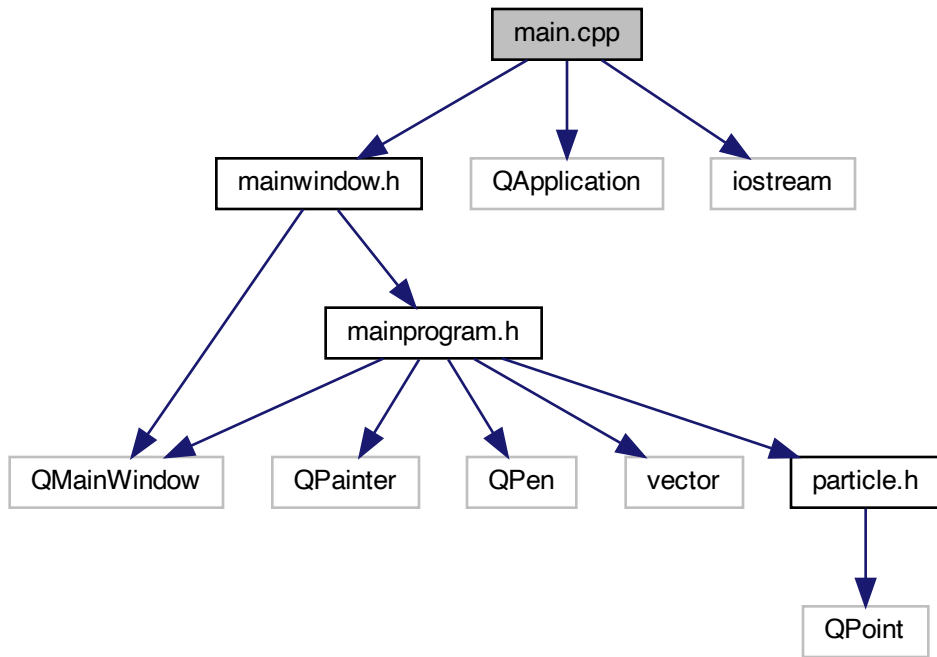 main.cpp
mainwindow.h
QApplication
iostream
mainprogram.h
QMainWindow
QPainter
QPen
vector
particle.h
QPoint